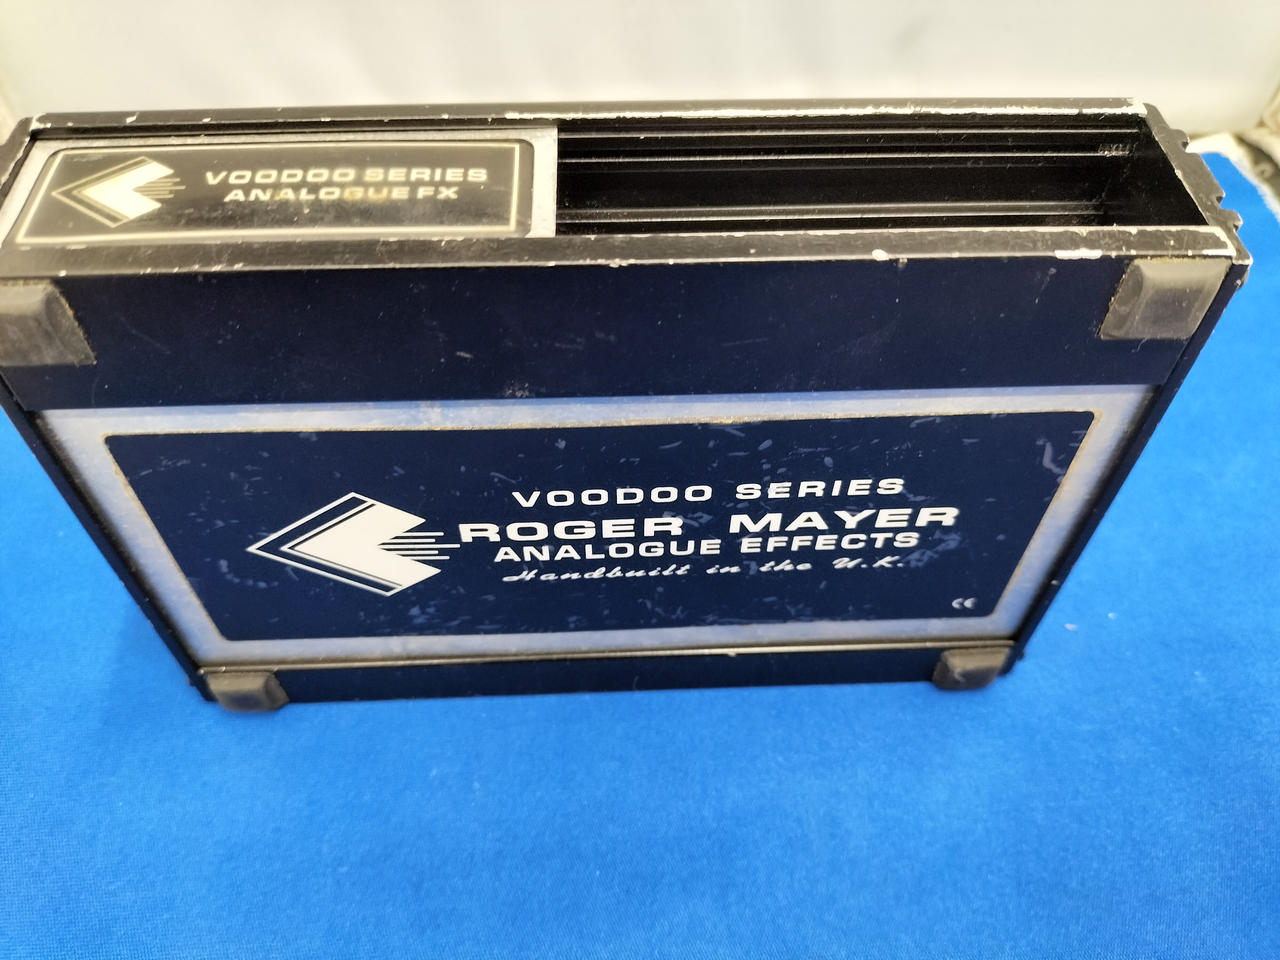 VOODOO SERIES
ANALOGUE FX
VOODOO SERIES
ROGER MAYER
ANALOGUE EFFECTS
Handbuilt in the U.K.
CE